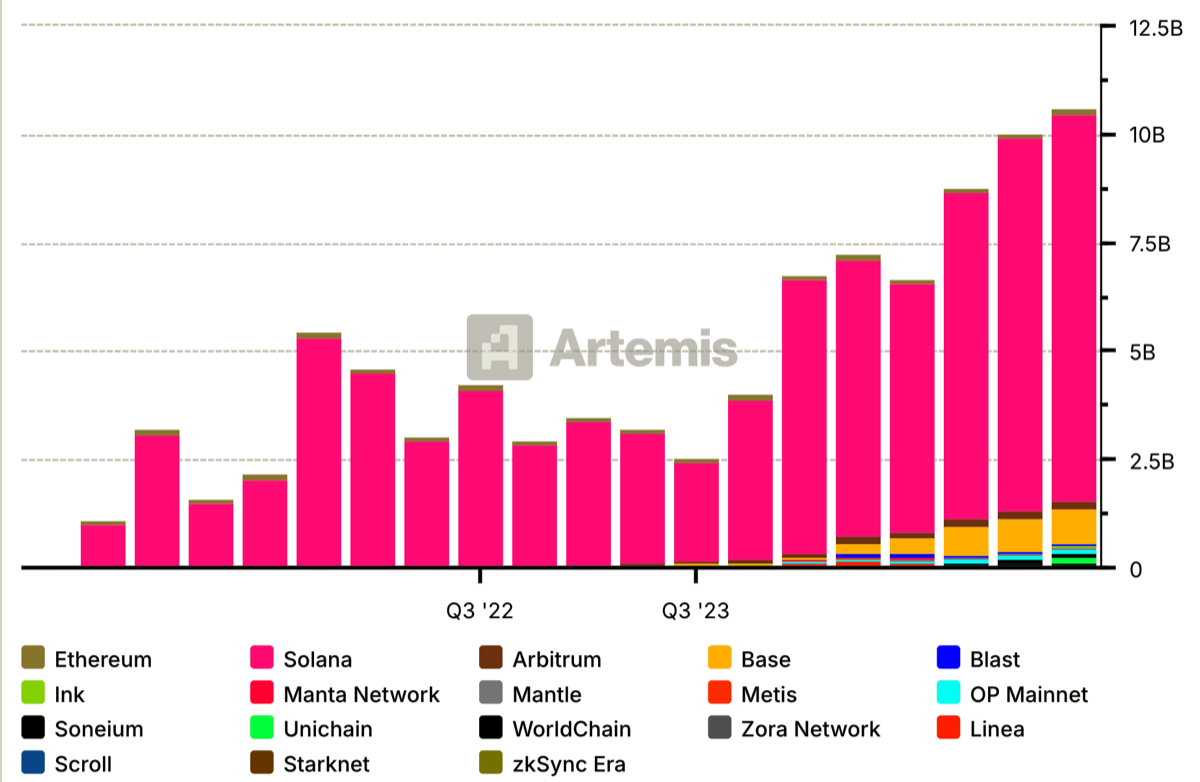 12.5B
10B
7.5B
Artemis
5B
2.5B
0
Q3 '22 Q3 '23
Ethereum Solana Arbitrum Base Blast
Ink Manta Network Mantle Metis OP Mainnet
Soneium Unichain WorldChain Zora Network Linea
Scroll Starknet zkSync Era